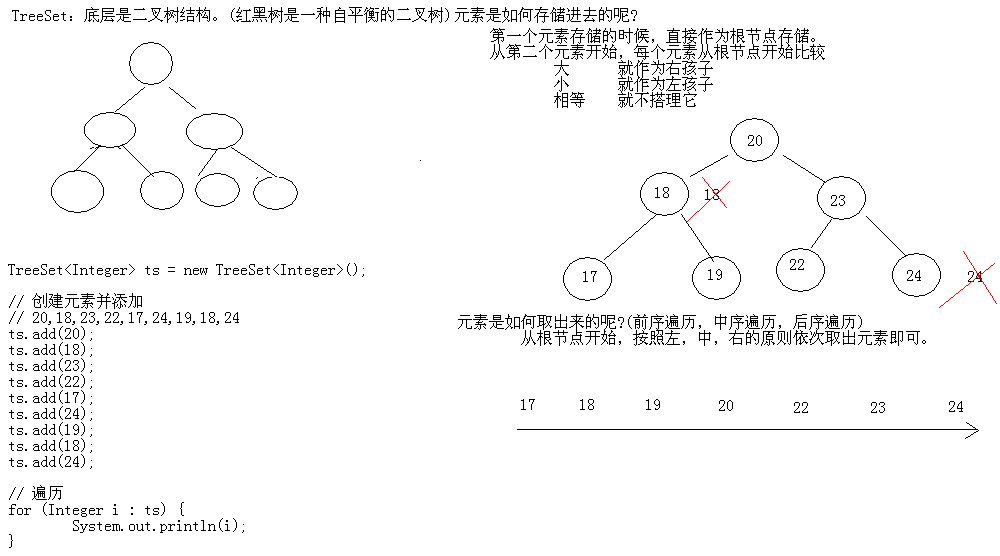 TreeSet：底层是二叉树结构。(红黑树是一种自平衡的二叉树)元素是如何存储进去的呢?
第一个元素存储的时候，直接作为根节点存储。
从第二个元素开始，每个元素从根节点开始比较
大 就作为右孩子
小 就作为左孩子
相等 就不搭理它
20
18 18 23
17 19 22 24 24
TreeSet<Integer> ts = new TreeSet<Integer>();
// 创建元素并添加
// 20,18,23,22,17,24,19,18,24
ts.add(20);
ts.add(18);
ts.add(23);
ts.add(22);
ts.add(17);
ts.add(24);
ts.add(19);
ts.add(18);
ts.add(24);
// 遍历
for (Integer i : ts) {
System.out.println(i);
}
元素是如何取出来的呢?(前序遍历，中序遍历，后序遍历)
从根节点开始，按照左，中，右的原则依次取出元素即可。
17 18 19 20 22 23 24